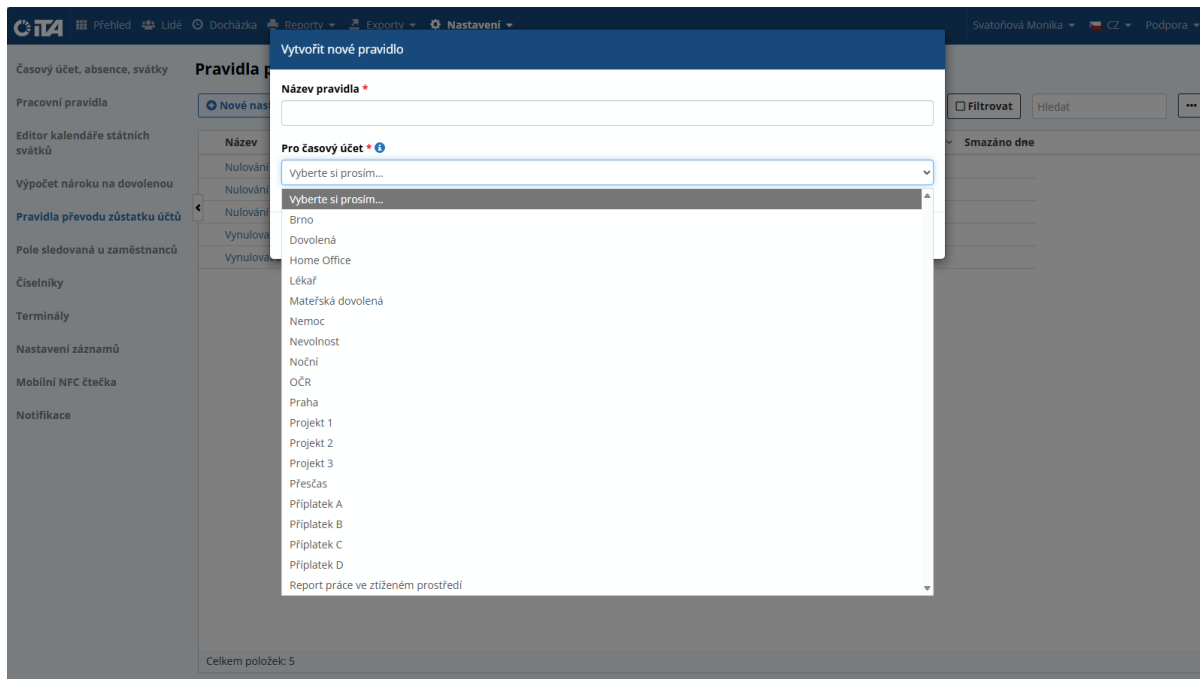 ITA Přehled Lidé Docházka Reporty Exporty Nastavení Svatoňová Monika CZ Podpora
Vytvořit nové pravidlo
Časový účet, absence, svátky
Pravidla p
Název pravidla *
Pracovní pravidla
Nové nas
Filtrovat
Hledat
Editor kalendáře státních
svátků
Název
Smazáno dne
Pro časový účet *
Vyberte si prosím...
Výpočet nároku na dovolenou
Nulování
Nulování
Nulování
Vynulova
Vynulova
Pravidla převodu zůstatku účtů
Pole sledovaná u zaměstnanců
Číselníky
Terminály
Nastavení záznamů
Mobilní NFC čtečka
Notifikace
Vyberte si prosím...
Brno
Dovolená
Home Office
Lékař
Mateřská dovolená
Nemoc
Nevolnost
Noční
OČR
Praha
Projekt 1
Projekt 2
Projekt 3
Přesčas
Příplatek A
Příplatek B
Příplatek C
Příplatek D
Report práce ve ztíženém prostředí
Celkem položek: 5